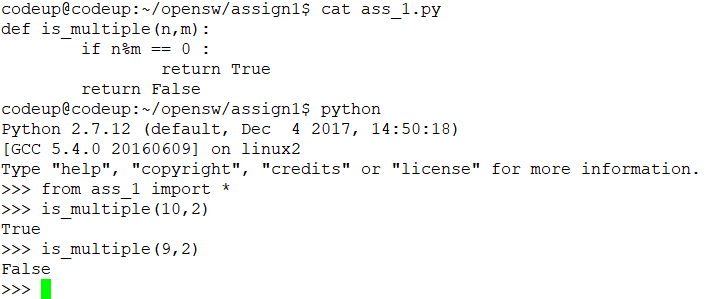 codeup@codeup:~/opensw/assign1$ cat ass_1.py
def is_multiple(n,m):
        if n%m == 0 :
                return True
        return False
codeup@codeup:~/opensw/assign1$ python
Python 2.7.12 (default, Dec  4 2017, 14:50:18)
[GCC 5.4.0 20160609] on linux2
Type "help", "copyright", "credits" or "license" for more information.
>>> from ass_1 import *
>>> is_multiple(10,2)
True
>>> is_multiple(9,2)
False
>>>